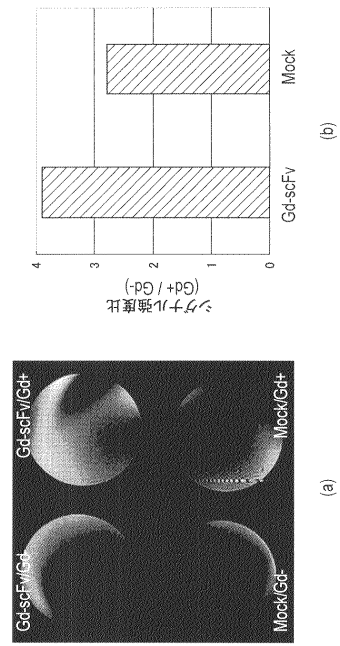 Gd-scFv/Gd-
Gd-scFv/Gd+
Mock/Gd-
Mock/Gd+
(a)
シグナル強度比
(Gd+ / Gd-)
4
3
2
1
0
Gd-scFv
Mock
(b)